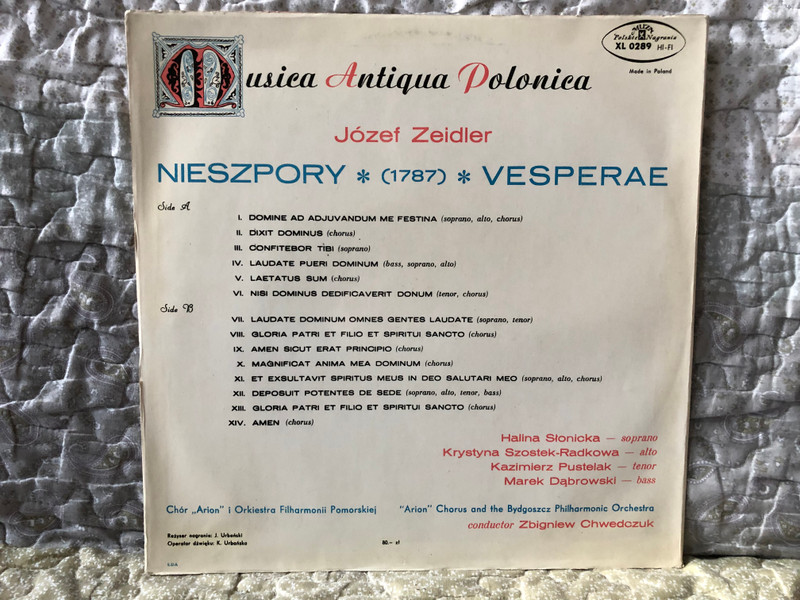 MUZA
Polskie Nagrania
XL 0289 HI-FI
Made in Poland
Musica Antiqua Polonica
Józef Zeidler
NIESZPORY * (1787) * VESPERAE
Side A
I. DOMINE AD ADJUVANDUM ME FESTINA (soprano, alto, chorus)
II. DIXIT DOMINUS (chorus)
III. CONFITEBOR TIBI (soprano)
IV. LAUDATE PUERI DOMINUM (bass, soprano, alto)
V. LAETATUS SUM (chorus)
VI. NISI DOMINUS DEDIFICAVERIT DONUM (tenor, chorus)
Side B
VII. LAUDATE DOMINUM OMNES GENTES LAUDATE (soprano, tenor)
VIII. GLORIA PATRI ET FILIO ET SPIRITUI SANCTO (chorus)
IX. AMEN SICUT ERAT PRINCIPIO (chorus)
X. MAGNIFICAT ANIMA MEA DOMINUM (chorus)
XI. ET EXSULTAVIT SPIRITUS MEUS IN DEO SALUTARI MEO (soprano, alto, chorus)
XII. DEPOSUIT POTENTES DE SEDE (soprano, alto, tenor, bass)
XIII. GLORIA PATRI ET FILIO ET SPIRITUI SANCTO (chorus)
XIV. AMEN (chorus)
Halina Słonicka — soprano
Krystyna Szostek-Radkowa — alto
Kazimierz Pustelak — tenor
Marek Dąbrowski — bass
Chór „Arion” i Orkiestra Filharmonii Pomorskiej
“Arion” Chorus and the Bydgoszcz Philharmonic Orchestra
conductor Zbigniew Chwedczuk
Reżyser nagrania: J. Urbański
Operator dźwięku: K. Urbańska
80.— zł